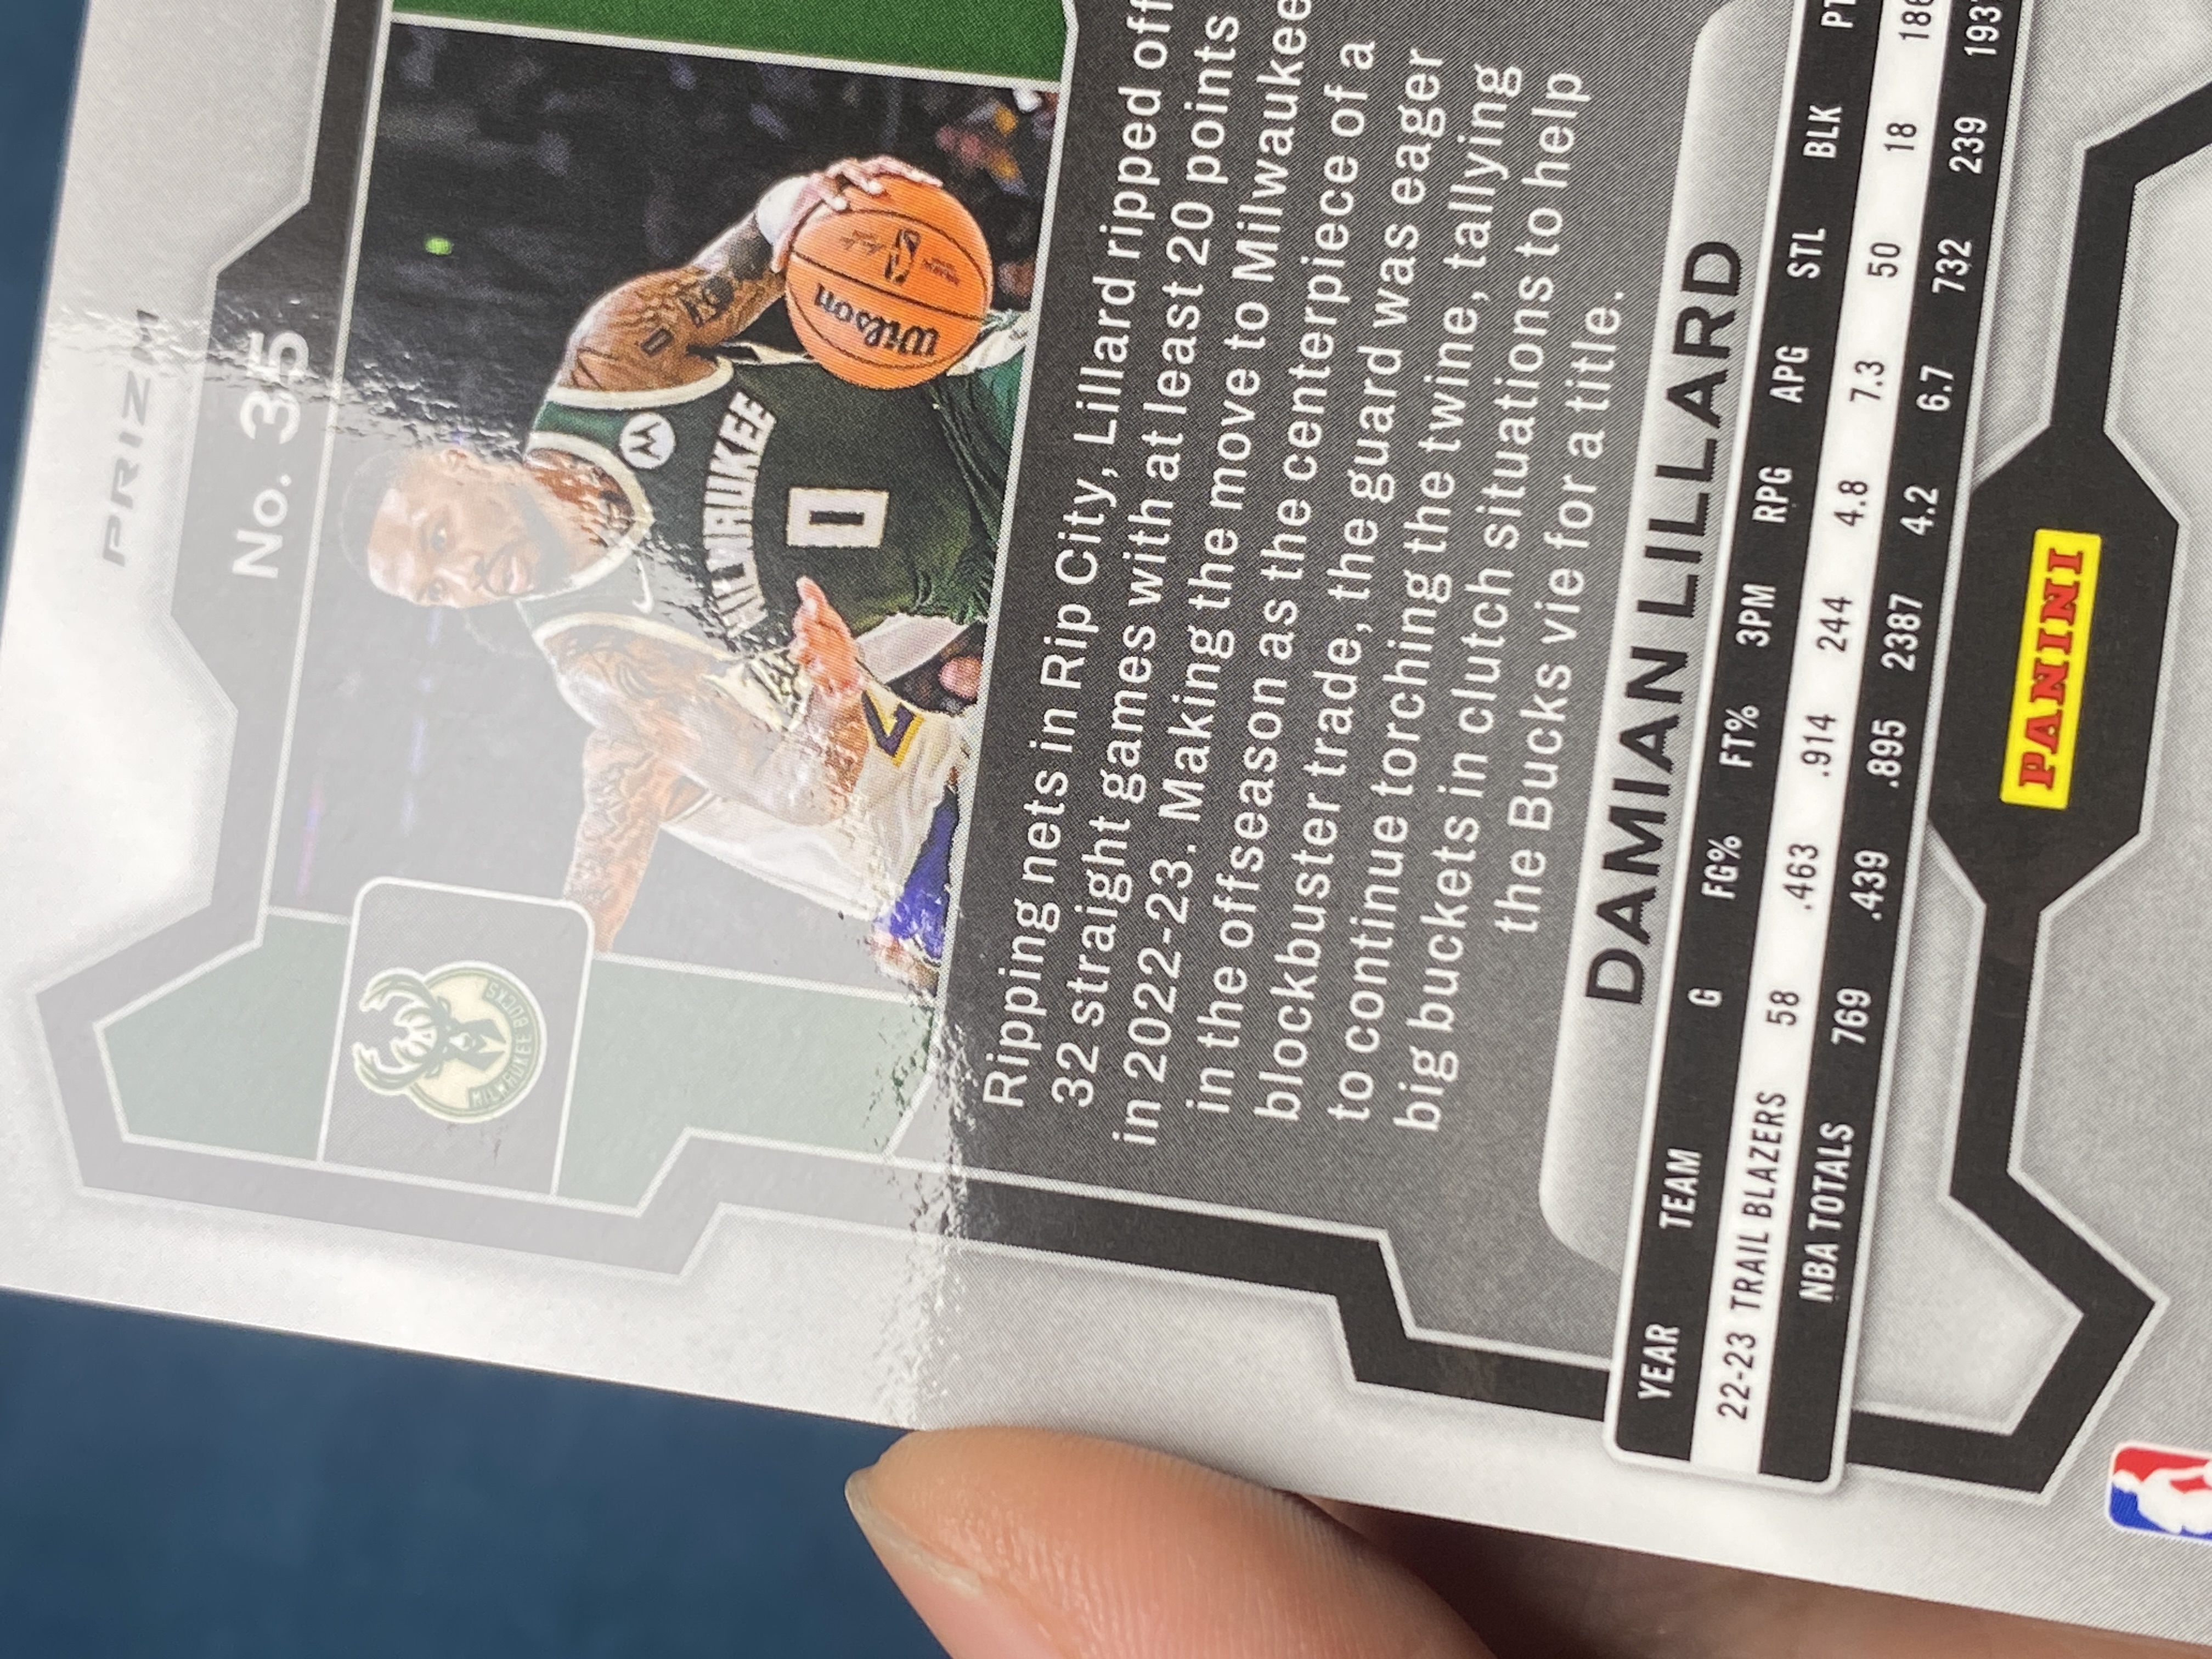 PRIZM
No. 35
MILWAUKEE
0
Wilson
MILWAUKEE BUCKS
Ripping nets in Rip City, Lillard ripped off
32 straight games with at least 20 points
in 2022-23. Making the move to Milwaukee
in the offseason as the centerpiece of a
blockbuster trade, the guard was eager
to continue torching the twine, tallying
big buckets in clutch situations to help
the Bucks vie for a title.
DAMIAN LILLARD
YEAR TEAM G FG% FT% 3PM RPG APG STL BLK
22-23 TRAIL BLAZERS 58 .463 .914 244 4.8 7.3 50 18
NBA TOTALS 769 .439 .895 2387 4.2 6.7 732 239
PANINI